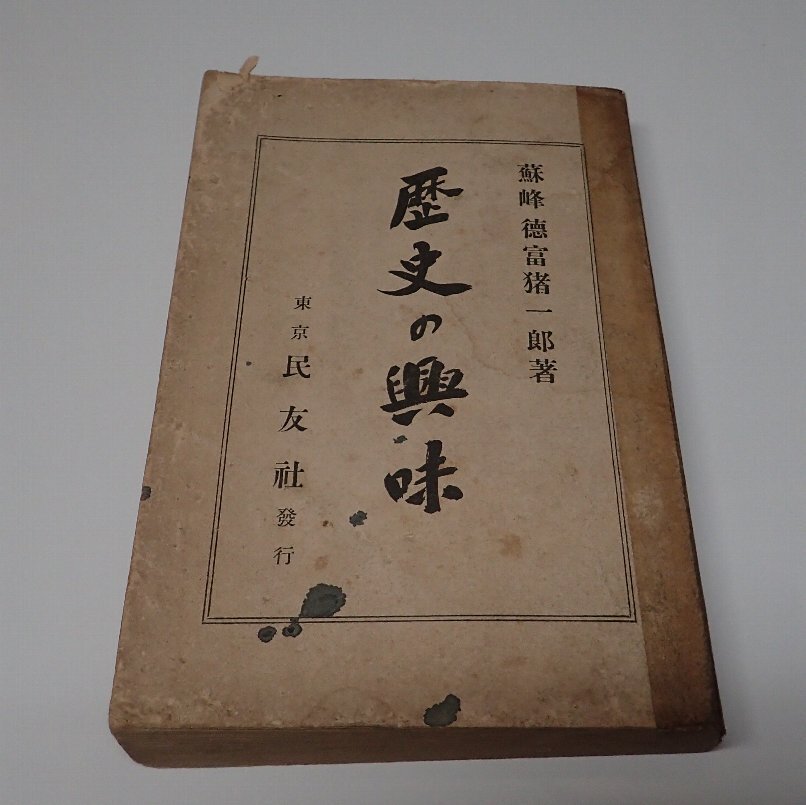 蘇峰 德富猪一郎著
歴史の興味
東京 民友社 發行